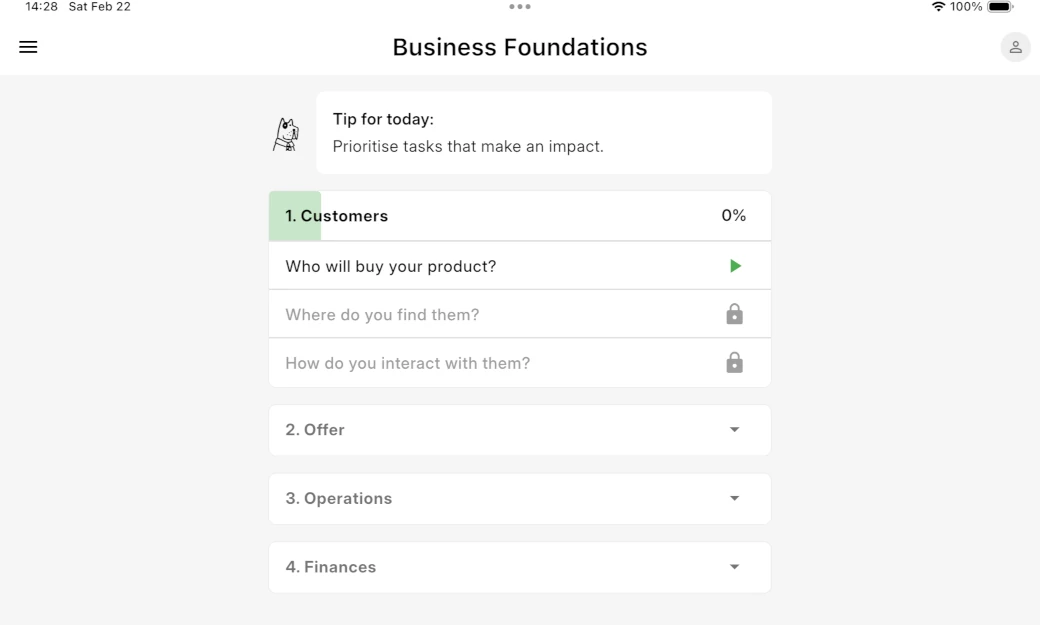 14:28 Sat Feb 22
100%
Business Foundations
Tip for today:
Prioritise tasks that make an impact.
1. Customers 0%
Who will buy your product?
Where do you find them?
How do you interact with them?
2. Offer
3. Operations
4. Finances